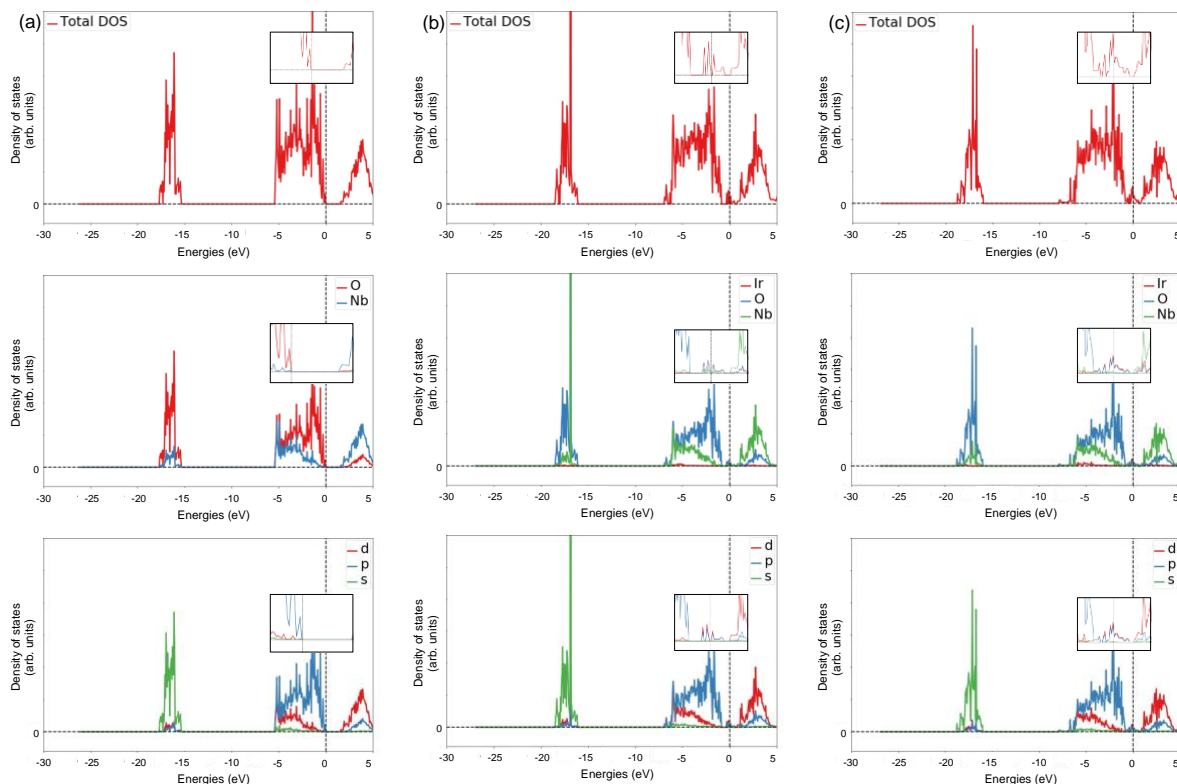 (a)
Total DOS
Density of states
(arb. units)
0
-30 -25 -20 -15 -10 -5 0 5
Energies (eV)
(b)
Total DOS
Density of states
(arb. units)
0
-30 -25 -20 -15 -10 -5 0 5
Energies (eV)
(c)
Total DOS
Density of states
(arb. units)
0
-30 -25 -20 -15 -10 -5 0 5
Energies (eV)
O
Nb
Density of states
(arb. units)
0
-30 -25 -20 -15 -10 -5 0 5
Energies (eV)
Ir
O
Nb
Density of states
(arb. units)
0
-30 -25 -20 -15 -10 -5 0 5
Energies (eV)
Ir
O
Nb
Density of states
(arb. units)
0
-30 -25 -20 -15 -10 -5 0 5
Energies (eV)
d
p
s
Density of states
(arb. units)
0
-30 -25 -20 -15 -10 -5 0 5
Energies (eV)
d
p
s
Density of states
(arb. units)
0
-30 -25 -20 -15 -10 -5 0 5
Energies (eV)
d
p
s
Density of states
(arb. units)
0
-30 -25 -20 -15 -10 -5 0 5
Energies (eV)